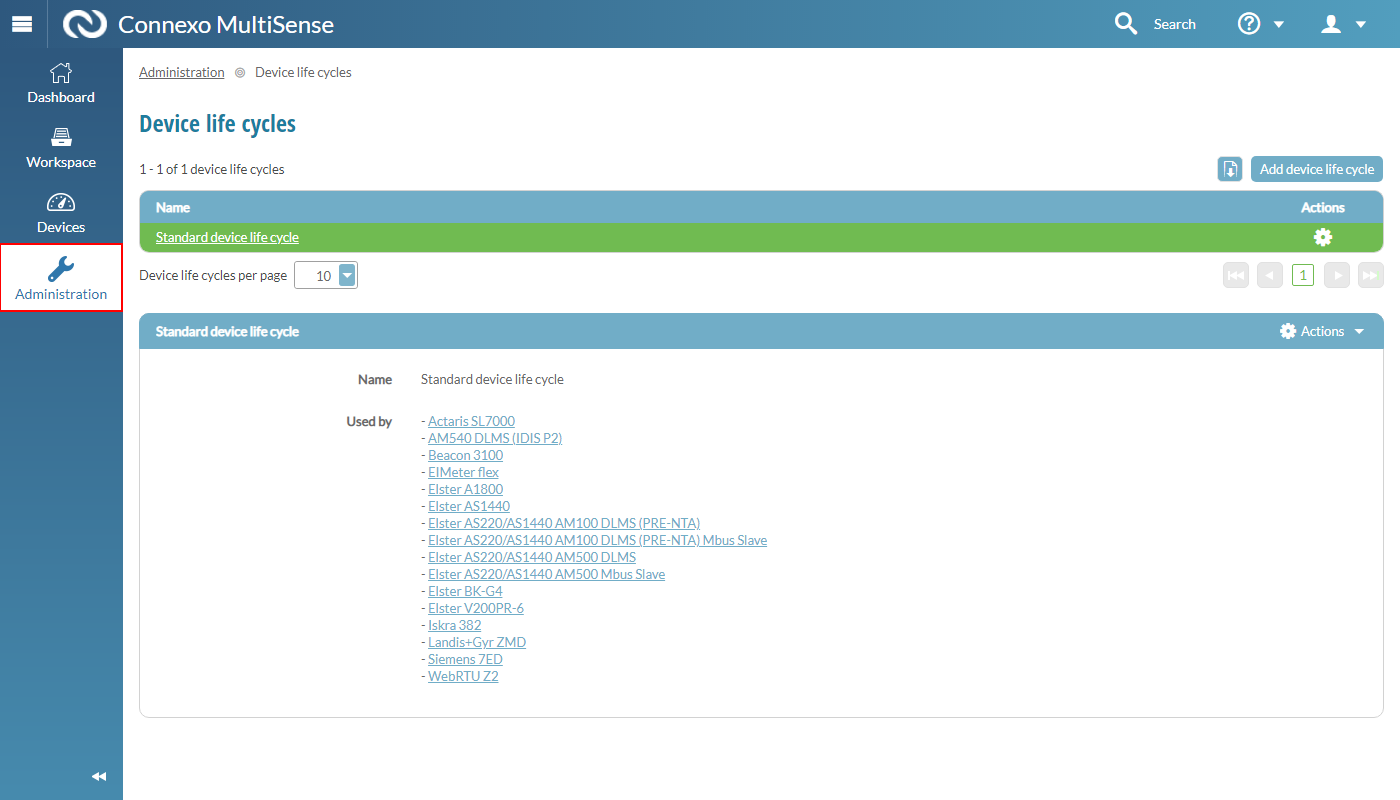 Connexo MultiSense
Search
Dashboard
Workspace
Devices
Administration
Administration Device life cycles
Device life cycles
1 - 1 of 1 device life cycles
Add device life cycle
Name Actions
Standard device life cycle
Device life cycles per page 10
1
Standard device life cycle Actions
Name Standard device life cycle
Used by - Actaris SL7000
- AM540 DLMS (IDIS P2)
- Beacon 3100
- EIMeter flex
- Elster A1800
- Elster AS1440
- Elster AS220/AS1440 AM100 DLMS (PRE-NTA)
- Elster AS220/AS1440 AM100 DLMS (PRE-NTA) Mbus Slave
- Elster AS220/AS1440 AM500 DLMS
- Elster AS220/AS1440 AM500 Mbus Slave
- Elster BK-G4
- Elster V200PR-6
- Iskra 382
- Landis+Gyr ZMD
- Siemens 7ED
- WebRTU Z2